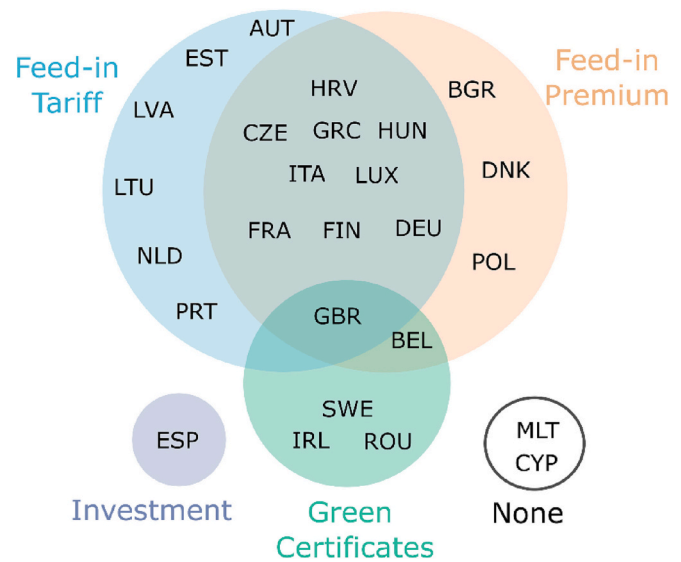 AUT
EST
Feed-in
Tariff
Feed-in
Premium
HRV
BGR
LVA
CZE GRC HUN
ITA LUX
DNK
LTU
FRA FIN DEU
NLD
POL
PRT
GBR
BEL
SWE
IRL ROU
ESP
MLT
CYP
Investment
Green
Certificates
None